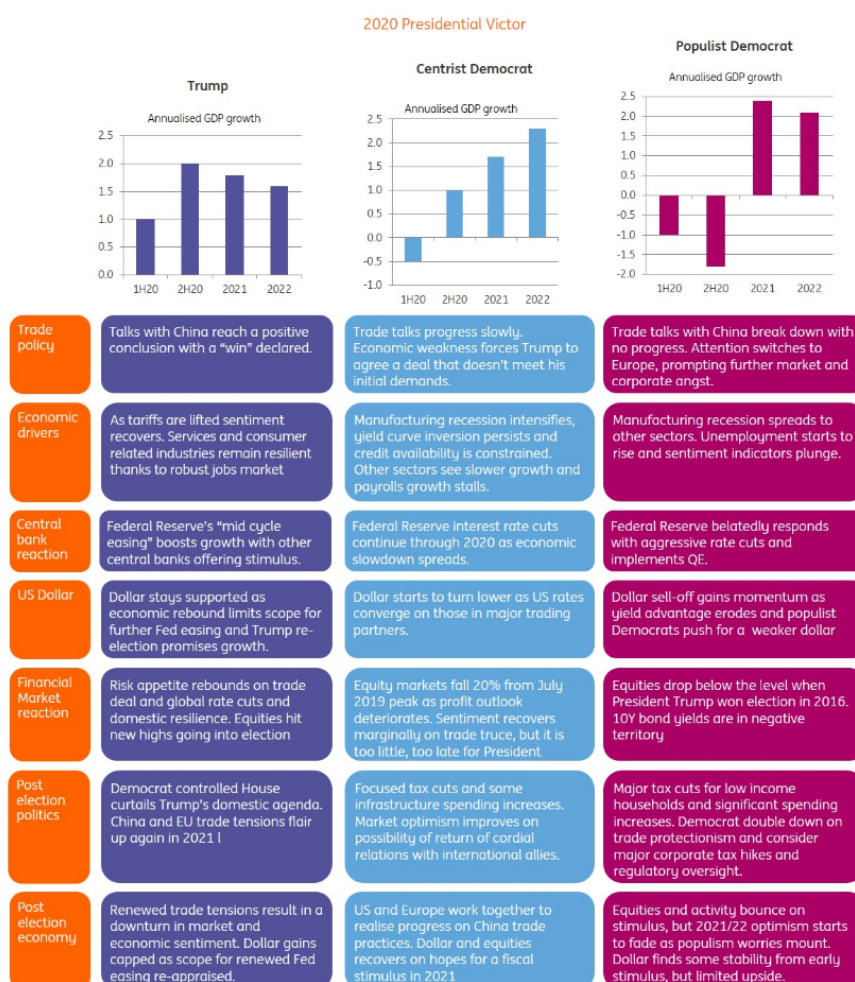 2020 Presidential Victor
Trump
Annualised GDP growth
2.5
2.0
1.5
1.0
0.5
0.0
1H20 2H20 2021 2022
Centrist Democrat
Annualised GDP growth
2.5
2.0
1.5
1.0
0.5
0.0
-0.5
-1.0
1H20 2H20 2021 2022
Populist Democrat
Annualised GDP growth
2.5
2.0
1.5
1.0
0.5
0.0
-0.5
-1.0
-1.5
-2.0
1H20 2H20 2021 2022
Trade
policy
Talks with China reach a positive
conclusion with a “win” declared.
Trade talks progress slowly.
Economic weakness forces Trump to
agree a deal that doesn’t meet his
initial demands.
Trade talks with China break down with
no progress. Attention switches to
Europe, prompting further market and
corporate angst.
Economic
drivers
As tariffs are lifted sentiment
recovers. Services and consumer
related industries remain resilient
thanks to robust jobs market
Manufacturing recession intensifies,
yield curve inversion persists and
credit availability is constrained.
Other sectors see slower growth and
payrolls growth stalls.
Manufacturing recession spreads to
other sectors. Unemployment starts to
rise and sentiment indicators plunge.
Central
bank
reaction
Federal Reserve’s “mid cycle
easing” boosts growth with other
central banks offering stimulus.
Federal Reserve interest rate cuts
continue through 2020 as economic
slowdown spreads.
Federal Reserve belatedly responds
with aggressive rate cuts and
implements QE.
US Dollar
Dollar stays supported as
economic rebound limits scope for
further Fed easing and Trump re-
election promises growth.
Dollar starts to turn lower as US rates
converge on those in major trading
partners.
Dollar sell-off gains momentum as
yield advantage erodes and populist
Democrats push for a weaker dollar
Financial
Market
reaction
Risk appetite rebounds on trade
deal and global rate cuts and
domestic resilience. Equities hit
new highs going into election
Equity markets fall 20% from July
2019 peak as profit outlook
deteriorates. Sentiment recovers
marginally on trade truce, but it is
too little, too late for President
Equities drop below the level when
President Trump won election in 2016.
10Y bond yields are in negative
territory
Post
election
politics
Democrat controlled House
curtails Trump’s domestic agenda.
China and EU trade tensions flair
up again in 2021 l
Focused tax cuts and some
infrastructure spending increases.
Market optimism improves on
possibility of return of cordial
relations with international allies.
Major tax cuts for low income
households and significant spending
increases. Democrat double down on
trade protectionism and consider
major corporate tax hikes and
regulatory oversight.
Post
election
economy
Renewed trade tensions result in a
downturn in market and
economic sentiment. Dollar gains
capped as scope for renewed Fed
easing re-appraised.
US and Europe work together to
realise progress on China trade
practices. Dollar and equities
recovers on hopes for a fiscal
stimulus in 2021
Equities and activity bounce on
stimulus, but 2021/22 optimism starts
to fade as populism worries mount.
Dollar finds some stability from early
stimulus, but limited upside.